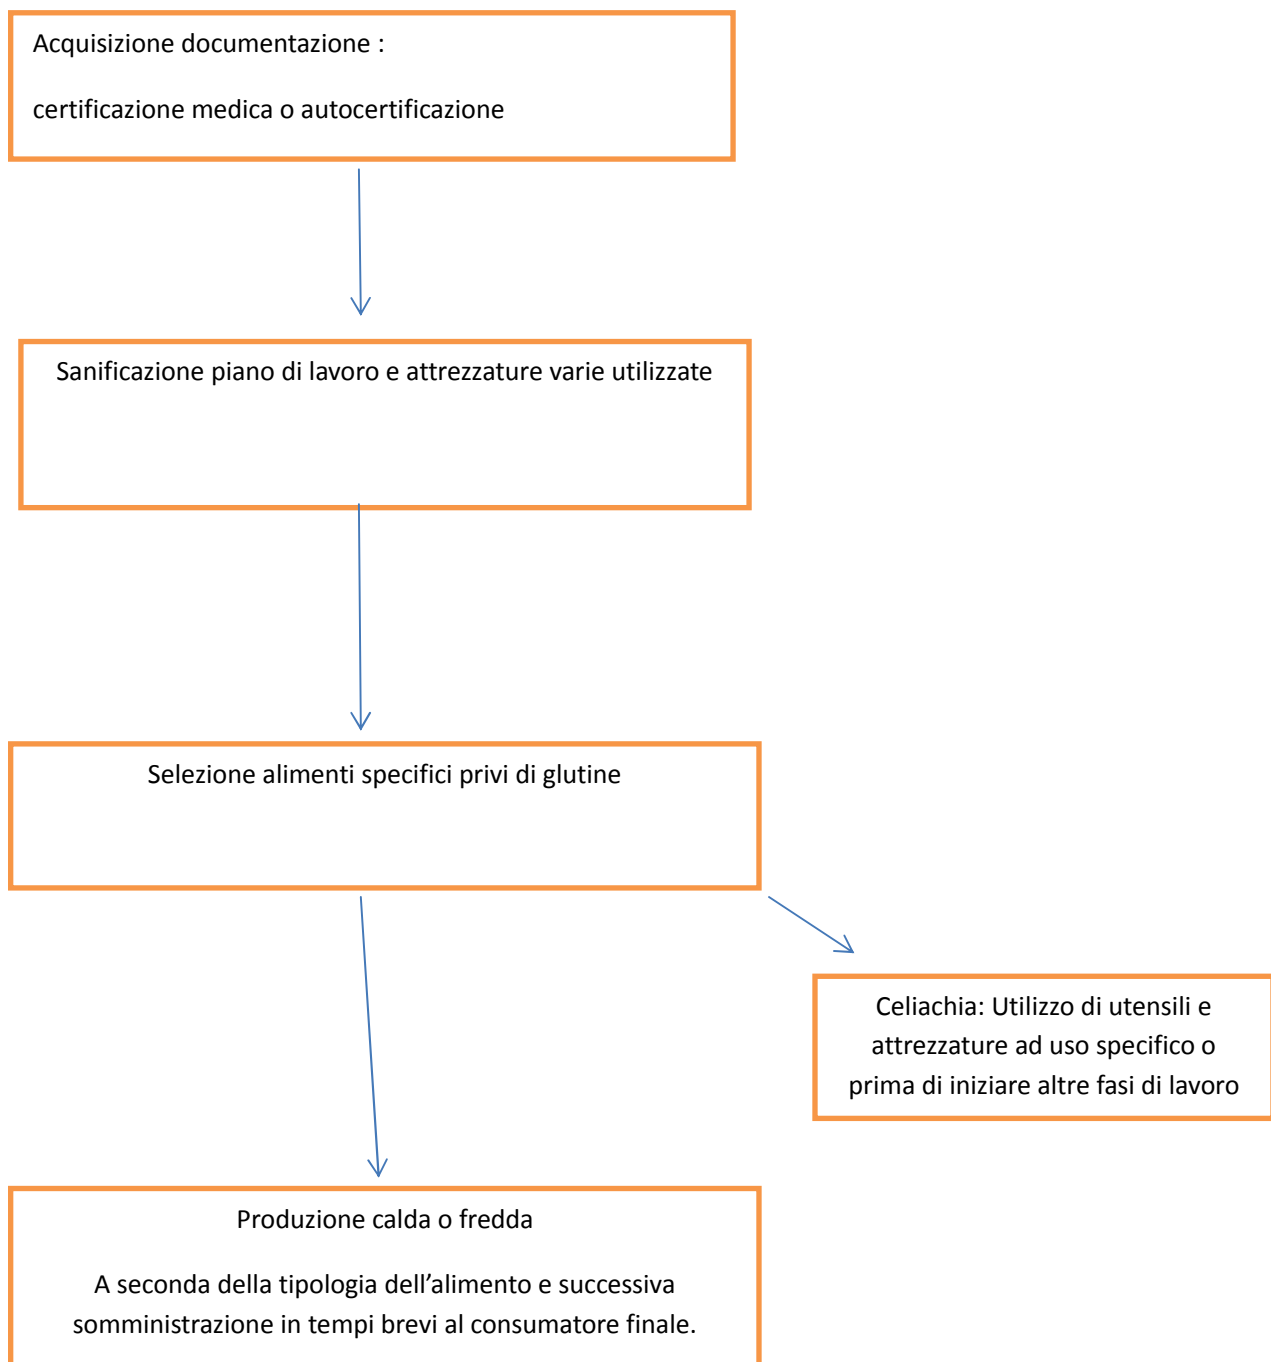 Acquisizione documentazione :
certificazione medica o autocertificazione
Sanificazione piano di lavoro e attrezzature varie utilizzate
Selezione alimenti specifici privi di glutine
Celiachia: Utilizzo di utensili e
attrezzature ad uso specifico o
prima di iniziare altre fasi di lavoro
Produzione calda o fredda
A seconda della tipologia dell’alimento e successiva
somministrazione in tempi brevi al consumatore finale.